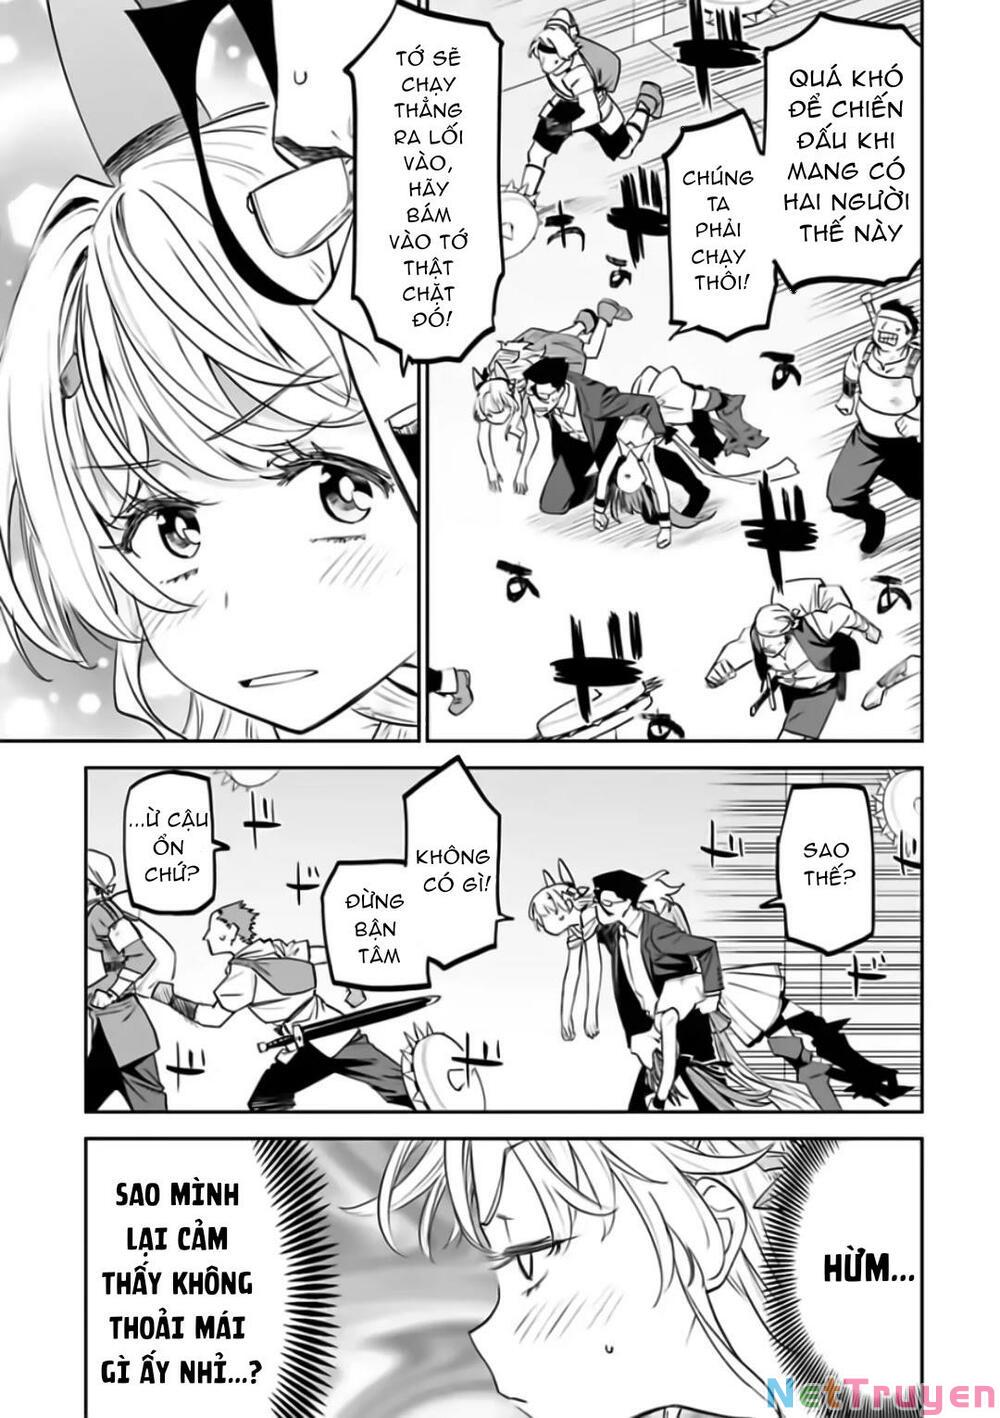 QUÁ KHÓ
ĐỂ CHIẾN
ĐẤU KHI
MANG CÓ
HAI NGƯỜI
THẾ NÀY
CHÚNG
TA
PHẢI
CHẠY
THÔI!
TỚ SẼ
CHẠY
THẲNG
RA LỐI
VÀO,
HÃY
BÁM
VÀO TỚ
THẬT
CHẶT
ĐÓ!
SAO
THẾ?
KHÔNG
CÓ GÌ!
ĐỪNG
BẬN
TÂM
...Ừ CẬU
ỔN
CHỨ?
HỪM...
SAO MÌNH
LẠI CẢM
THẤY KHÔNG
THOẢI MÁI
GÌ ẤY NHỈ...?
NetTruyen